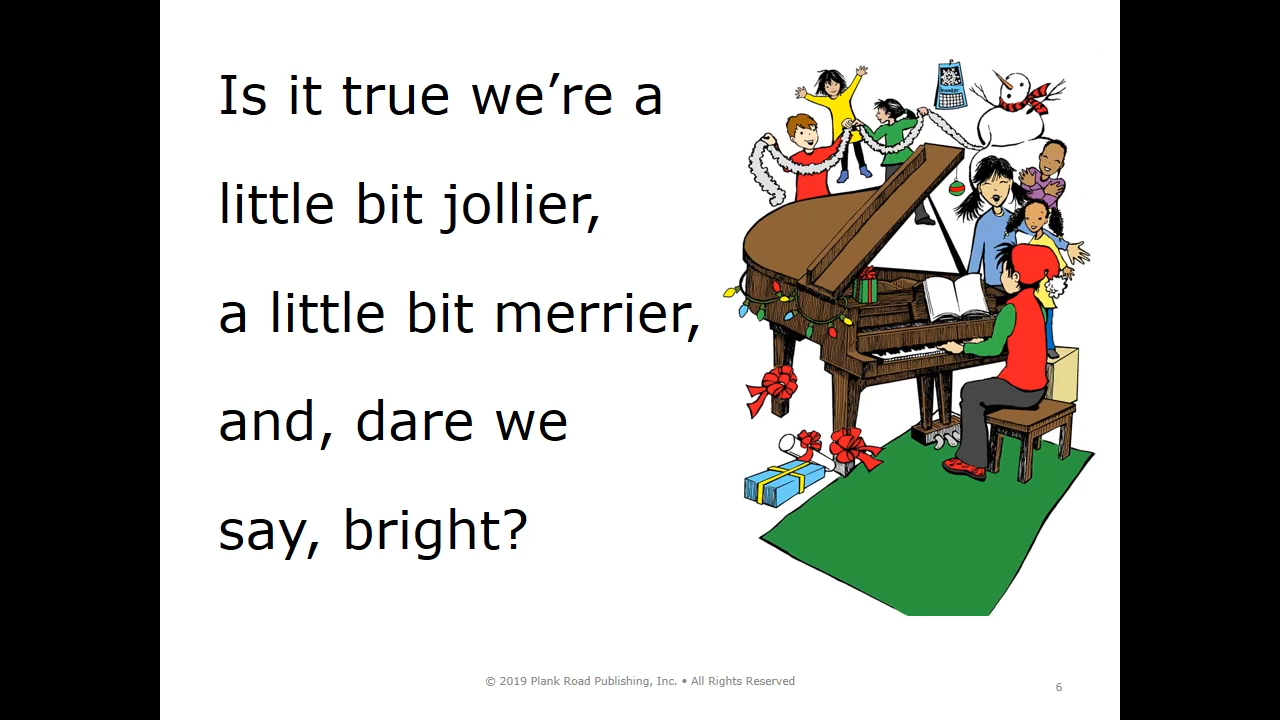 Is it true we’re a
little bit jollier,
a little bit merrier,
and, dare we
say, bright?
© 2019 Plank Road Publishing, Inc. • All Rights Reserved
6